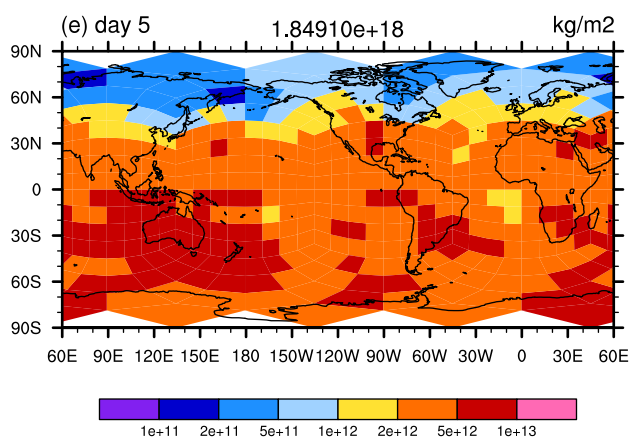 (e) day 5 1.84910e+18 kg/m2
90N
60N
30N
0
30S
60S
90S
60E 90E 120E 150E 180 150W 120W 90W 60W 30W 0 30E 60E
1e+11 2e+11 5e+11 1e+12 2e+12 5e+12 1e+13